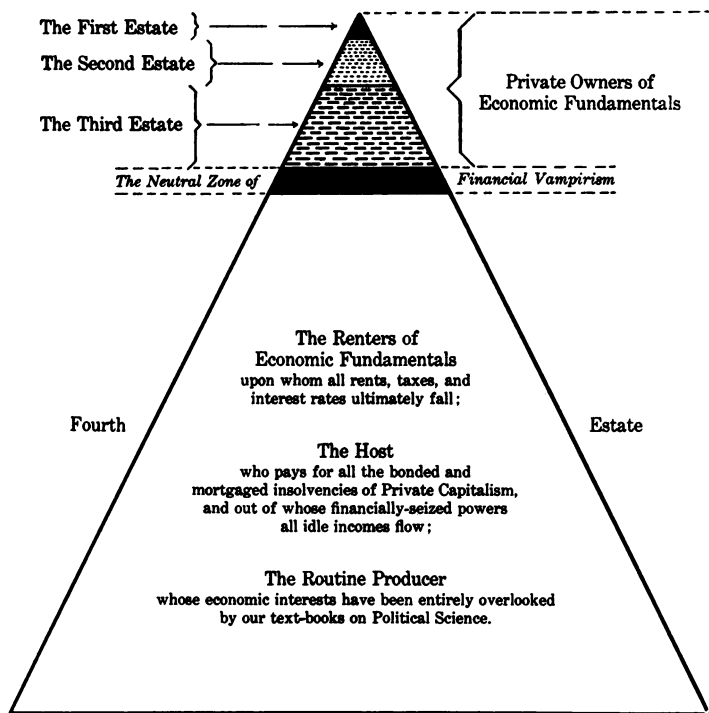 The First Estate
The Second Estate
The Third Estate
Private Owners of
Economic Fundamentals
The Neutral Zone of
Financial Vampirism
The Renters of
Economic Fundamentals
upon whom all rents, taxes, and
interest rates ultimately fall;
Fourth
Estate
The Host
who pays for all the bonded and
mortgaged insolvencies of Private Capitalism,
and out of whose financially-seized powers
all idle incomes flow;
The Routine Producer
whose economic interests have been entirely overlooked
by our text-books on Political Science.